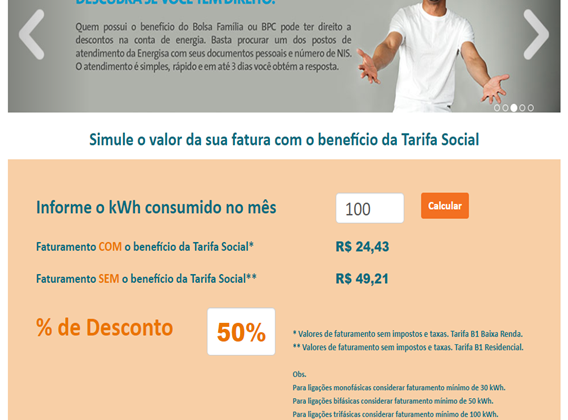 DESCUBRA SE VOCÊ TEM DIREITO!
Quem possui o benefício do Bolsa Família ou BPC pode ter direito a
descontos na conta de energia. Basta procurar um dos postos de
atendimento da Energisa com seus documentos pessoais e número de NIS.
O atendimento é simples, rápido e em até 3 dias você obtém a resposta.
Simule o valor da sua fatura com o benefício da Tarifa Social
Informe o kWh consumido no mês 100 Calcular
Faturamento COM o benefício da Tarifa Social* R$ 24,43
Faturamento SEM o benefício da Tarifa Social** R$ 49,21
% de Desconto 50%
* Valores de faturamento sem impostos e taxas. Tarifa B1 Baixa Renda.
** Valores de faturamento sem impostos e taxas. Tarifa B1 Residencial.
Obs.
Para ligações monofásicas considerar faturamento mínimo de 30 kWh.
Para ligações bifásicas considerar faturamento mínimo de 50 kWh.
Para ligações trifásicas considerar faturamento mínimo de 100 kWh.